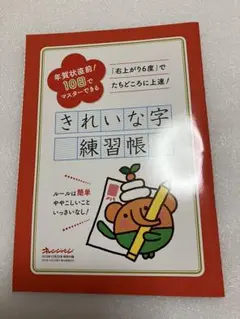 年賀状直前!
10日で
マスターできる
「右上がり6度」で
たちどころに上達!
きれいな字
練習帳
ルールは簡単
ややこしいこと
いっさいなし!
オレンジページ